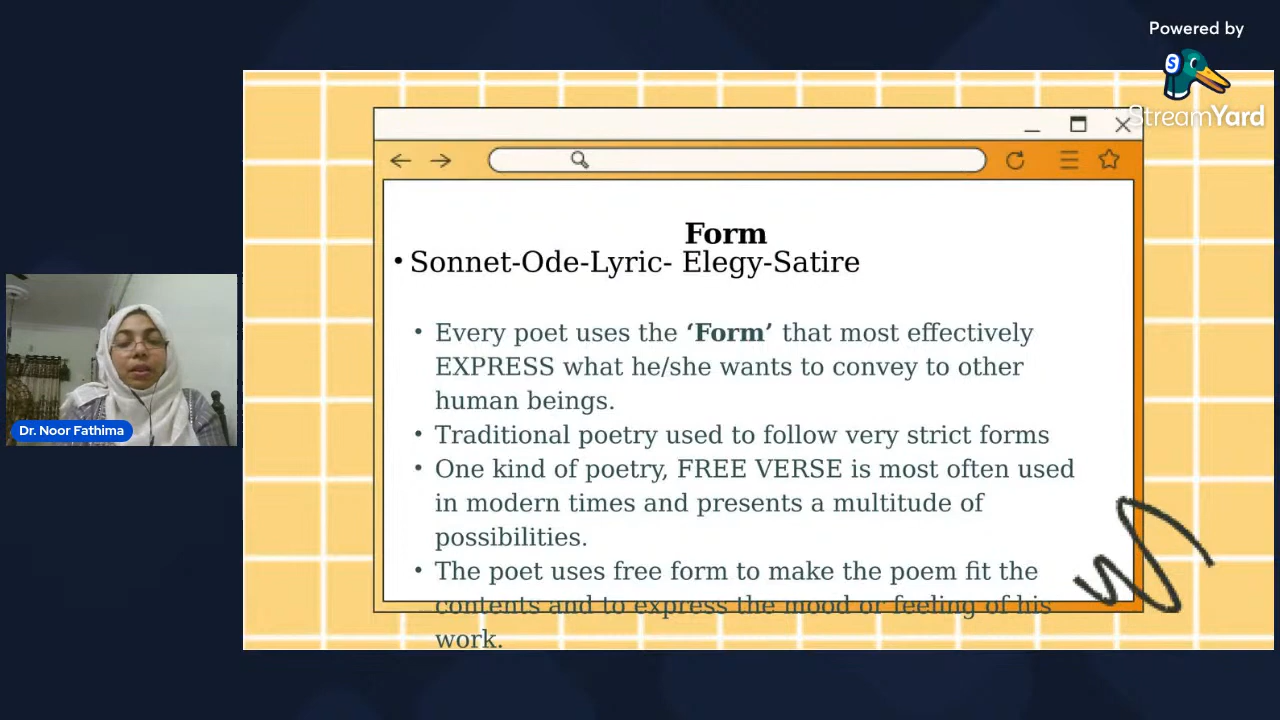 Powered by
StreamYard
Form
• Sonnet-Ode-Lyric- Elegy-Satire
• Every poet uses the ‘Form’ that most effectively
EXPRESS what he/she wants to convey to other
human beings.
• Traditional poetry used to follow very strict forms
• One kind of poetry, FREE VERSE is most often used
in modern times and presents a multitude of
possibilities.
• The poet uses free form to make the poem fit the
contents and to express the mood or feeling of his
work.
Dr. Noor Fathima